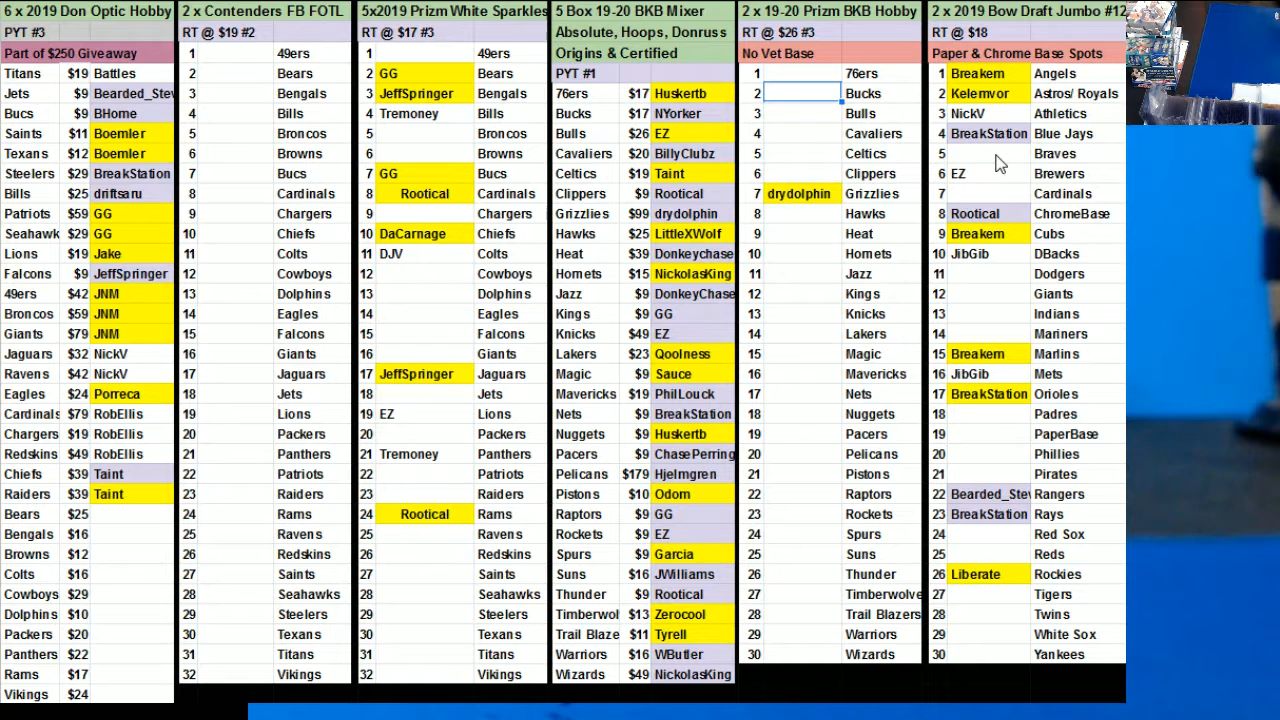 6 x 2019 Don Optic Hobby
PYT #3
Part of $250 Giveaway
Titans $19 Battles
Jets $9 Bearded_Stev
Bucs $9 BHome
Saints $11 Boemler
Texans $12 Boemler
Steelers $29 BreakStation
Bills $25 driftsaru
Patriots $59 GG
Seahawk $29 GG
Lions $19 Jake
Falcons $9 JeffSpringer
49ers $42 JNM
Broncos $59 JNM
Giants $79 JNM
Jaguars $32 NickV
Ravens $42 NickV
Eagles $24 Porreca
Cardinals $79 RobEllis
Chargers $19 RobEllis
Redskins $49 RobEllis
Chiefs $39 Taint
Raiders $39 Taint
Bears $25
Bengals $16
Browns $12
Colts $16
Cowboys $29
Dolphins $10
Packers $20
Panthers $22
Rams $17
Vikings $24
2 x Contenders FB FOTL
RT @ $19 #2
1 49ers
2 Bears
3 Bengals
4 Bills
5 Broncos
6 Browns
7 Bucs
8 Cardinals
9 Chargers
10 Chiefs
11 Colts
12 Cowboys
13 Dolphins
14 Eagles
15 Falcons
16 Giants
17 Jaguars
18 Jets
19 Lions
20 Packers
21 Panthers
22 Patriots
23 Raiders
24 Rams
25 Ravens
26 Redskins
27 Saints
28 Seahawks
29 Steelers
30 Texans
31 Titans
32 Vikings
5x2019 Prizm White Sparkles
RT @ $17 #3
1 49ers
2 GG Bears
3 JeffSpringer Bengals
4 Tremoney Bills
5 Broncos
6 Browns
7 GG Bucs
8 Rootical Cardinals
9 Chargers
10 DaCarnage Chiefs
11 DJV Colts
12 Cowboys
13 Dolphins
14 Eagles
15 Falcons
16 Giants
17 JeffSpringer Jaguars
18 Jets
19 EZ Lions
20 Packers
21 Tremoney Panthers
22 Patriots
23 Raiders
24 Rootical Rams
25 Ravens
26 Redskins
27 Saints
28 Seahawks
29 Steelers
30 Texans
31 Titans
32 Vikings
5 Box 19-20 BKB Mixer
Absolute, Hoops, Donruss
Origins & Certified
PYT #1
76ers $17 Huskertb
Bucks $17 NYorker
Bulls $26 EZ
Cavaliers $20 BillyClubz
Celtics $19 Taint
Clippers $9 Rootical
Grizzlies $99 drydolphin
Hawks $25 LittleXWolf
Heat $39 Donkeychase
Hornets $15 NickolasKing
Jazz $9 DonkeyChase
Kings $9 GG
Knicks $49 EZ
Lakers $23 Qoolness
Magic $9 Sauce
Mavericks $19 PhilLouck
Nets $9 BreakStation
Nuggets $9 Huskertb
Pacers $9 ChasePerring
Pelicans $179 Hjelmgren
Pistons $10 Odom
Raptors $9 GG
Rockets $9 EZ
Spurs $9 Garcia
Suns $16 JWilliams
Thunder $9 Rootical
Timberwol $13 Zerocool
Trail Blaze $11 Tyrell
Warriors $16 WButler
Wizards $49 NickolasKing
2 x 19-20 Prizm BKB Hobby
RT @ $26 #3
No Vet Base
1 76ers
2 Bucks
3 Bulls
4 Cavaliers
5 Celtics
6 Clippers
7 drydolphin Grizzlies
8 Hawks
9 Heat
10 Hornets
11 Jazz
12 Kings
13 Knicks
14 Lakers
15 Magic
16 Mavericks
17 Nets
18 Nuggets
19 Pacers
20 Pelicans
21 Pistons
22 Raptors
23 Rockets
24 Spurs
25 Suns
26 Thunder
27 Timberwolve
28 Trail Blazers
29 Warriors
30 Wizards
2 x 2019 Bow Draft Jumbo #12
RT @ $18
Paper & Chrome Base Spots
1 Breakem Angels
2 Kelemvor Astros/ Royals
3 NickV Athletics
4 BreakStation Blue Jays
5 Braves
6 EZ Brewers
7 Cardinals
8 Rootical ChromeBase
9 Breakem Cubs
10 JibGib DBacks
11 Dodgers
12 Giants
13 Indians
14 Mariners
15 Breakem Marlins
16 JibGib Mets
17 BreakStation Orioles
18 Padres
19 PaperBase
20 Phillies
21 Pirates
22 Bearded_Stev Rangers
23 BreakStation Rays
24 Red Sox
25 Reds
26 Liberate Rockies
27 Tigers
28 Twins
29 White Sox
30 Yankees